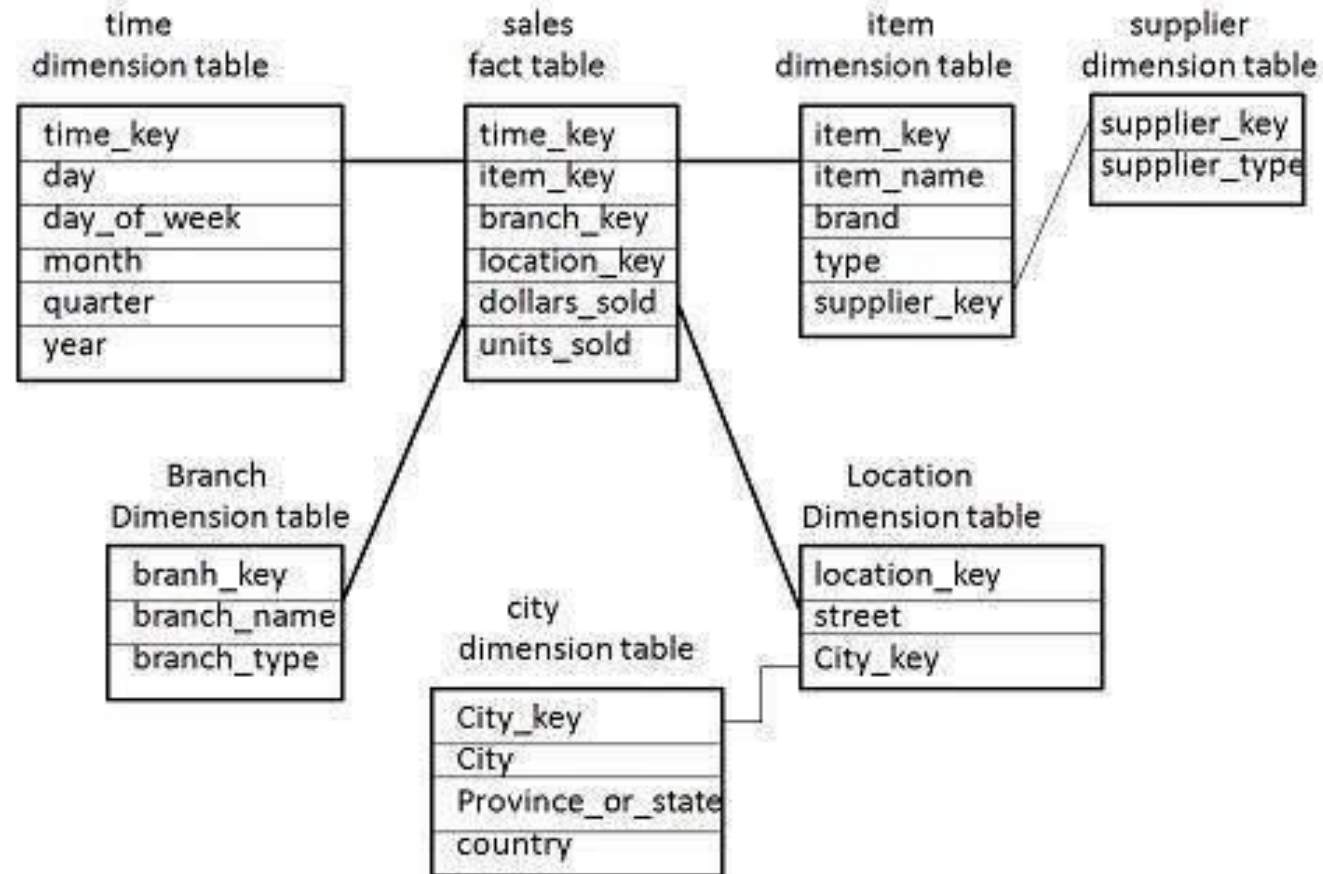 time
dimension table
time_key
day
day_of_week
month
quarter
year
sales
fact table
time_key
item_key
branch_key
location_key
dollars_sold
units_sold
item
dimension table
item_key
item_name
brand
type
supplier_key
supplier
dimension table
supplier_key
supplier_type
Branch
Dimension table
branh_key
branch_name
branch_type
city
dimension table
City_key
City
Province_or_state
country
Location
Dimension table
location_key
street
City_key